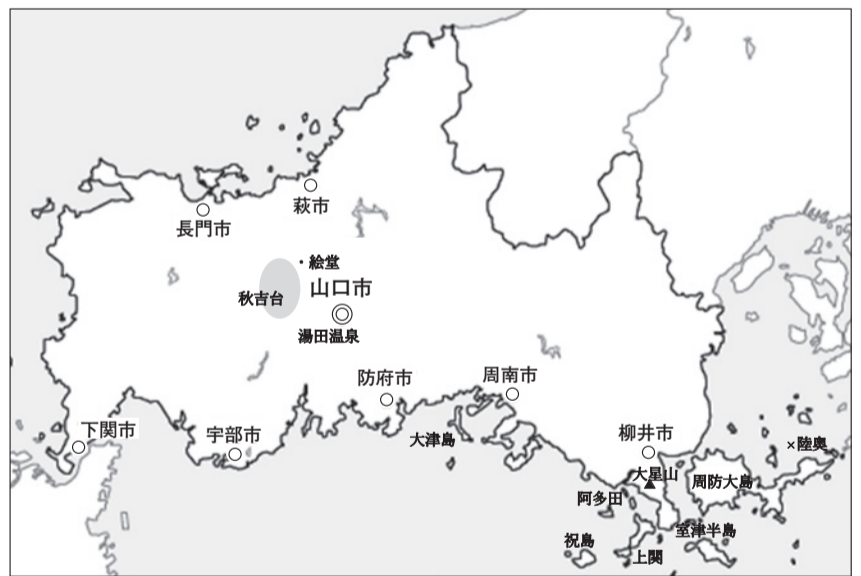 萩市
長門市
・絵堂
秋吉台
山口市
湯田温泉
防府市
周南市
下関市
宇部市
大津島
柳井市
×陸奥
大星山
周防大島
阿多田
室津半島
祝島
上関